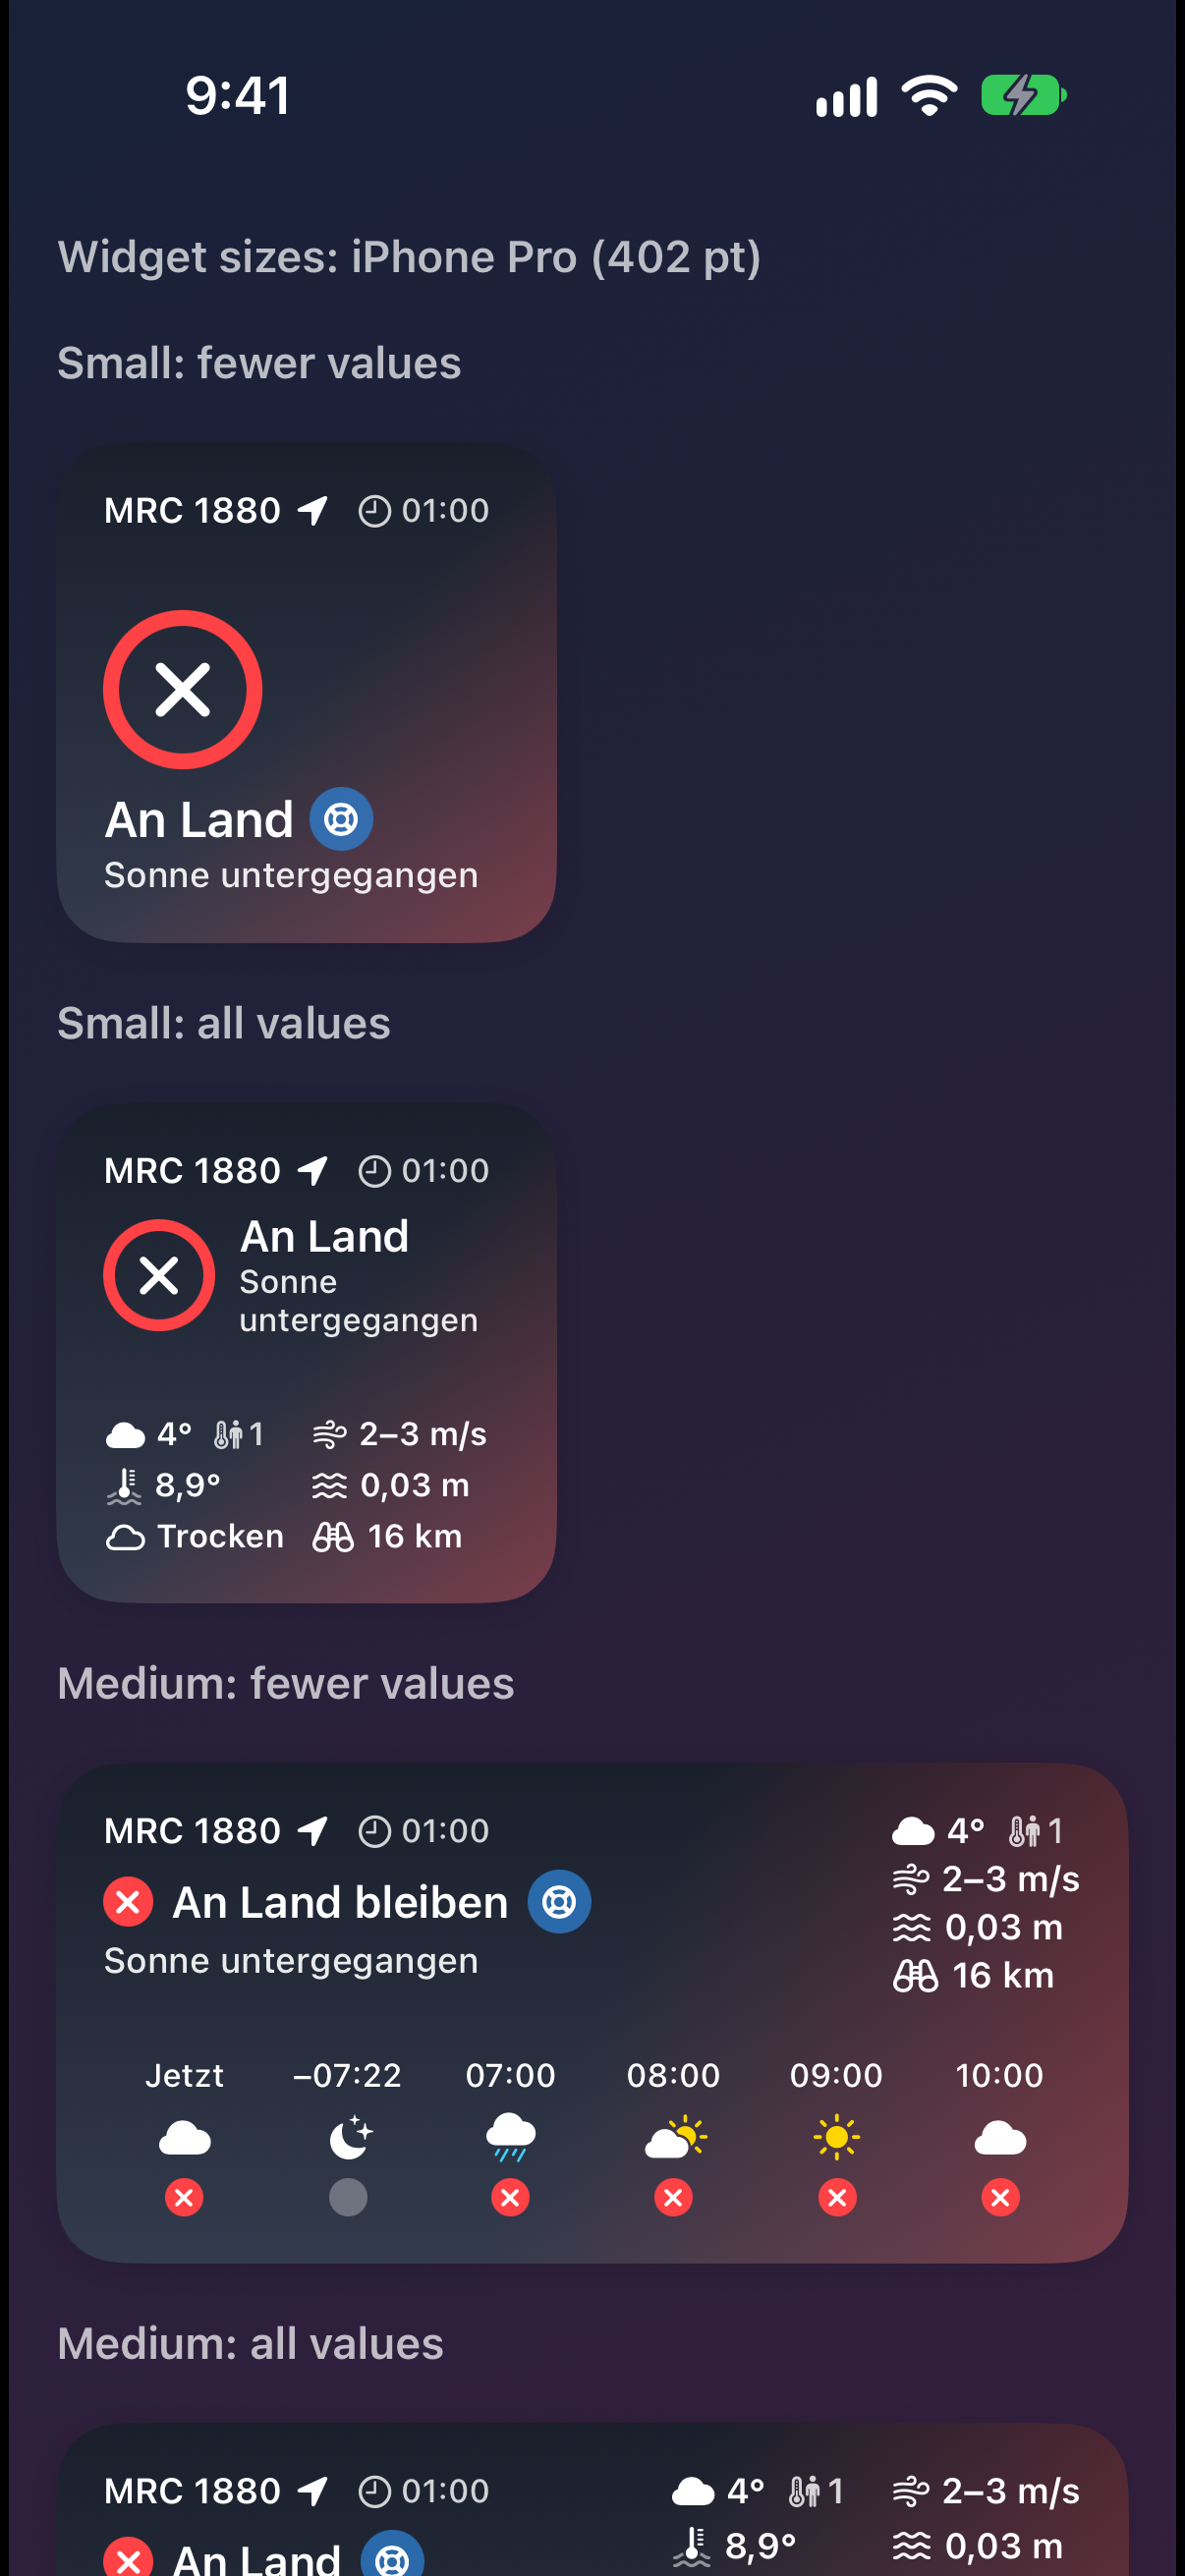 9:41
Widget sizes: iPhone Pro (402 pt)
Small: fewer values
MRC 1880 01:00
An Land
Sonne untergegangen
Small: all values
MRC 1880 01:00
An Land
Sonne
untergegangen
4° 1 2–3 m/s
8,9° 0,03 m
Trocken 16 km
Medium: fewer values
MRC 1880 01:00 4° 1
An Land bleiben 2–3 m/s
Sonne untergegangen 0,03 m
16 km
Jetzt –07:22 07:00 08:00 09:00 10:00
Medium: all values
MRC 1880 01:00 4° 1 2–3 m/s
An Land 8,9° 0,03 m